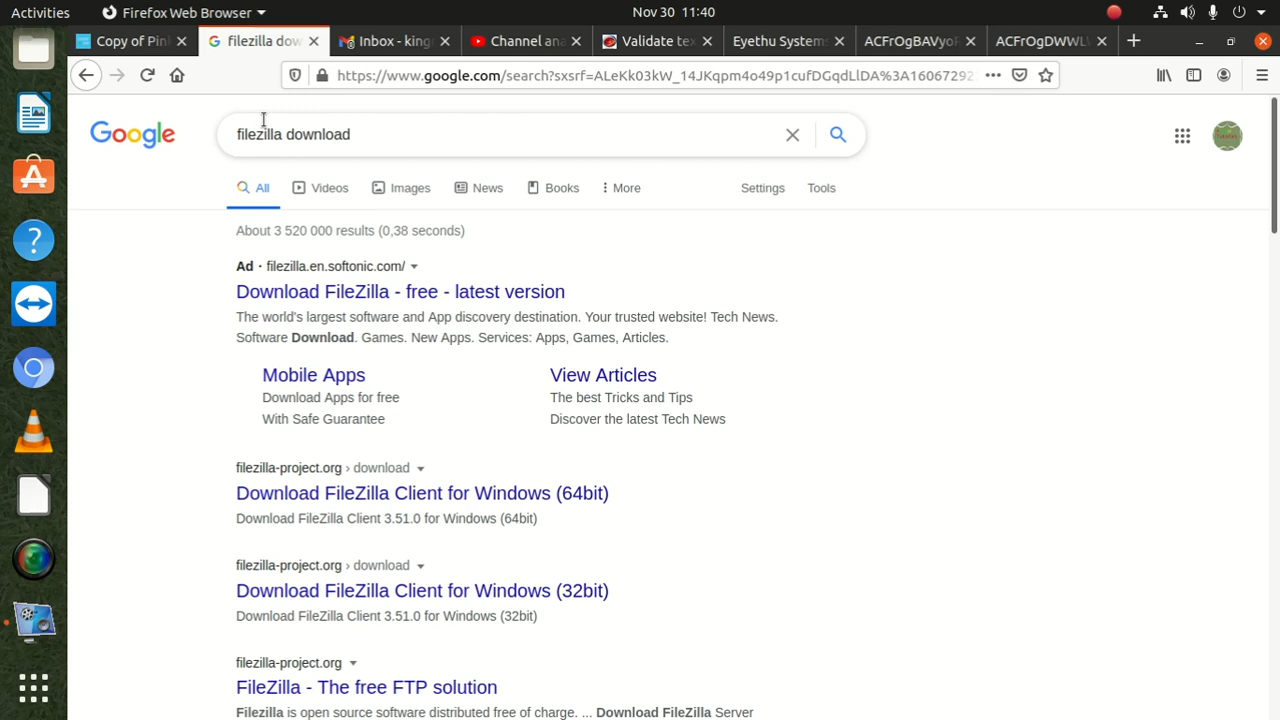 Activities Firefox Web Browser Nov 30 11:40
Copy of Pin filezilla dow Inbox - king Channel ana Validate tex Eyethu System ACFrOgBAVyo ACFrOgDWWL
https://www.google.com/search?sxsrf=ALeKk03kW_14JKqpm4o49p1cufDGqdLlDA%3A16067292
Google filezilla download
All Videos Images News Books More Settings Tools
About 3 520 000 results (0,38 seconds)
Ad · filezilla.en.softonic.com/
Download FileZilla - free - latest version
The world's largest software and App discovery destination. Your trusted website! Tech News.
Software Download. Games. New Apps. Services: Apps, Games, Articles.
Mobile Apps View Articles
Download Apps for free The best Tricks and Tips
With Safe Guarantee Discover the latest Tech News
filezilla-project.org › download
Download FileZilla Client for Windows (64bit)
Download FileZilla Client 3.51.0 for Windows (64bit)
filezilla-project.org › download
Download FileZilla Client for Windows (32bit)
Download FileZilla Client 3.51.0 for Windows (32bit)
filezilla-project.org
FileZilla - The free FTP solution
Filezilla is open source software distributed free of charge. ... Download FileZilla Server